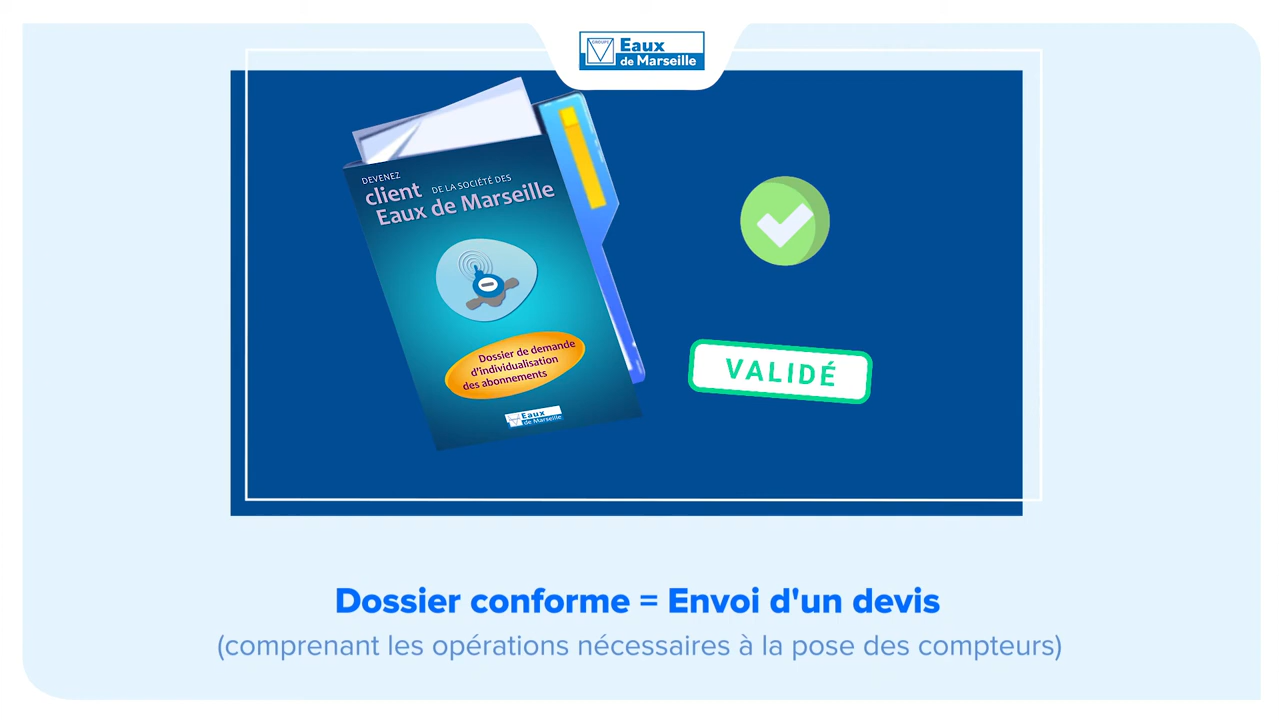 GROUPE
Eaux
de Marseille
DEVENEZ
client DE LA SOCIÉTÉ DES
Eaux de Marseille
Dossier de demande
d'individualisation
des abonnements
Eaux
de Marseille
VALIDÉ
Dossier conforme = Envoi d'un devis
(comprenant les opérations nécessaires à la pose des compteurs)